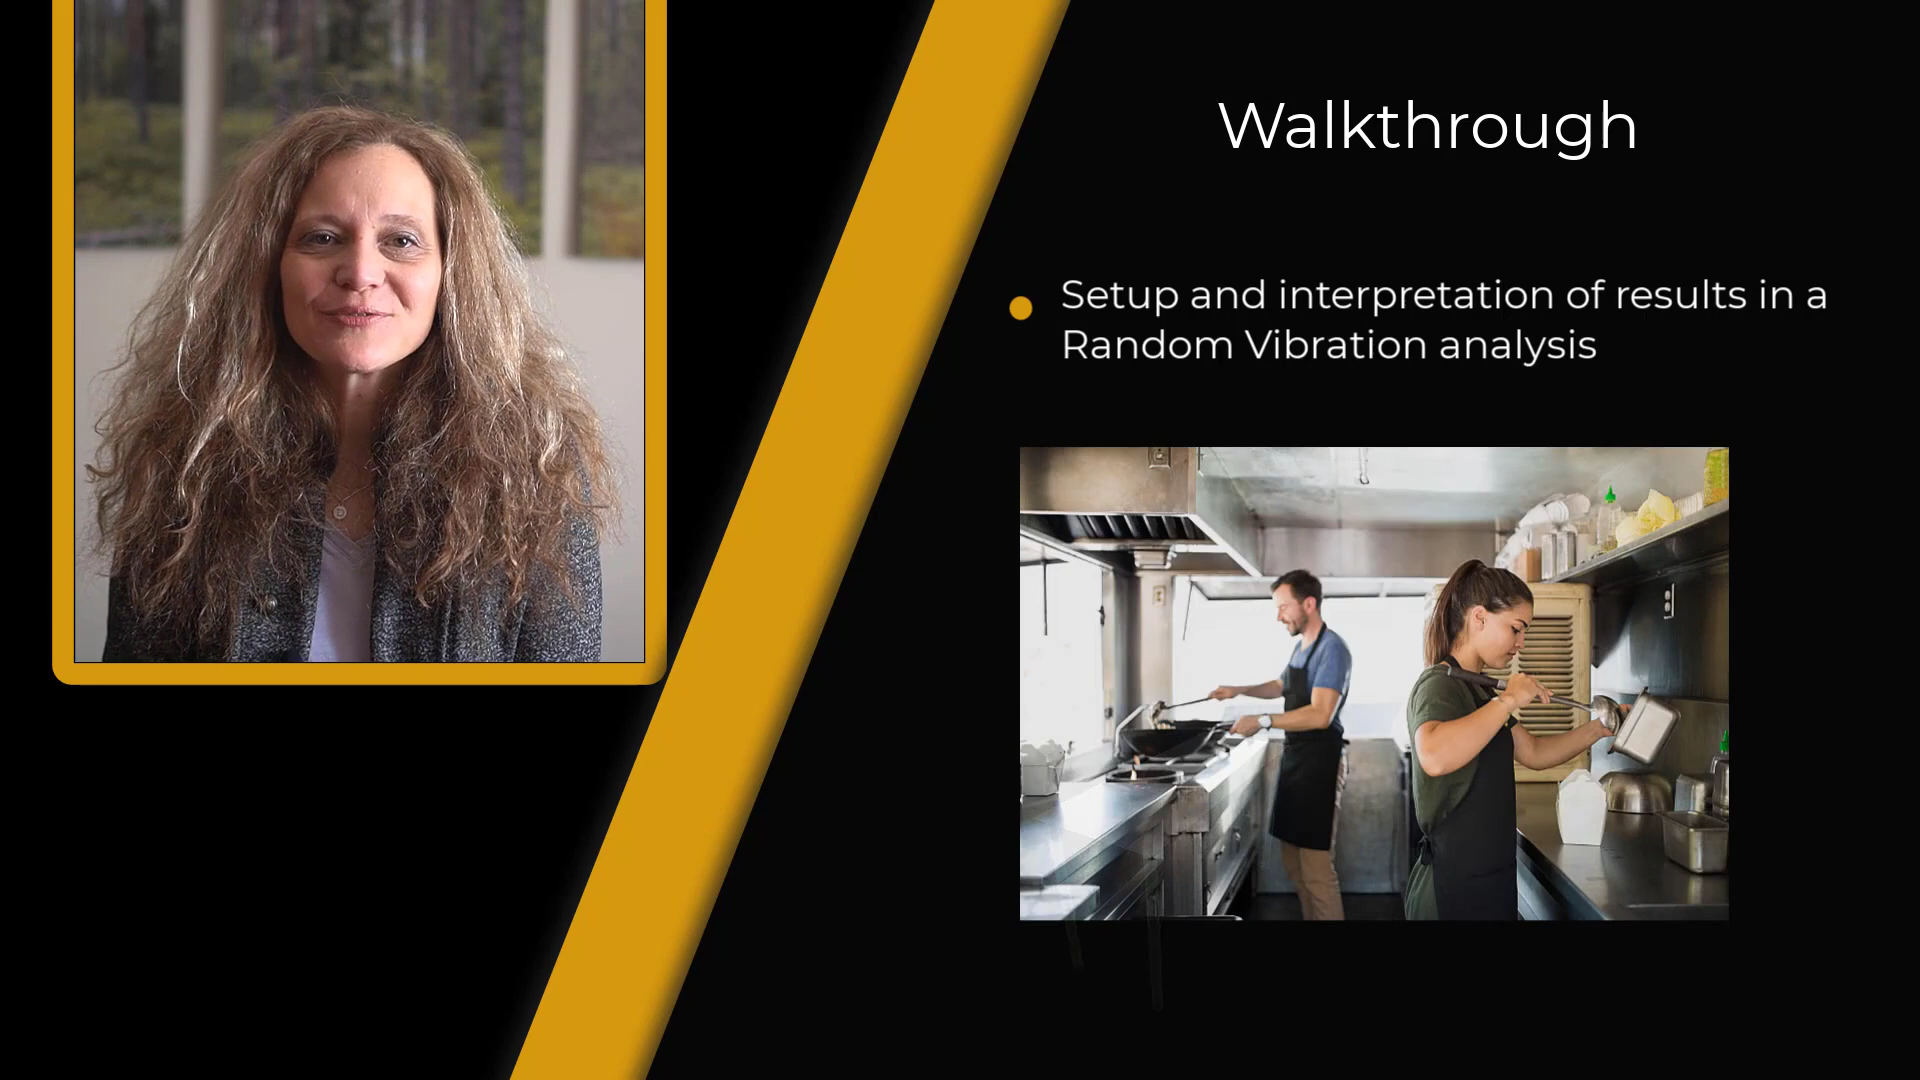 Walkthrough
Setup and interpretation of results in a
Random Vibration analysis